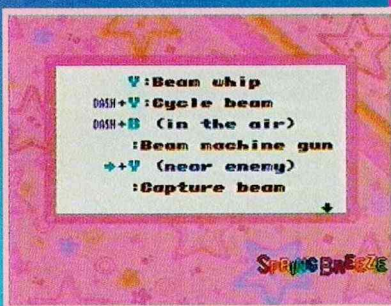 Y:Beam whip
DASH+Y:Cycle beam
DASH+B (in the air)
:Beam machine gun
→+Y (near enemy)
:Capture beam
SPRING BREEZE